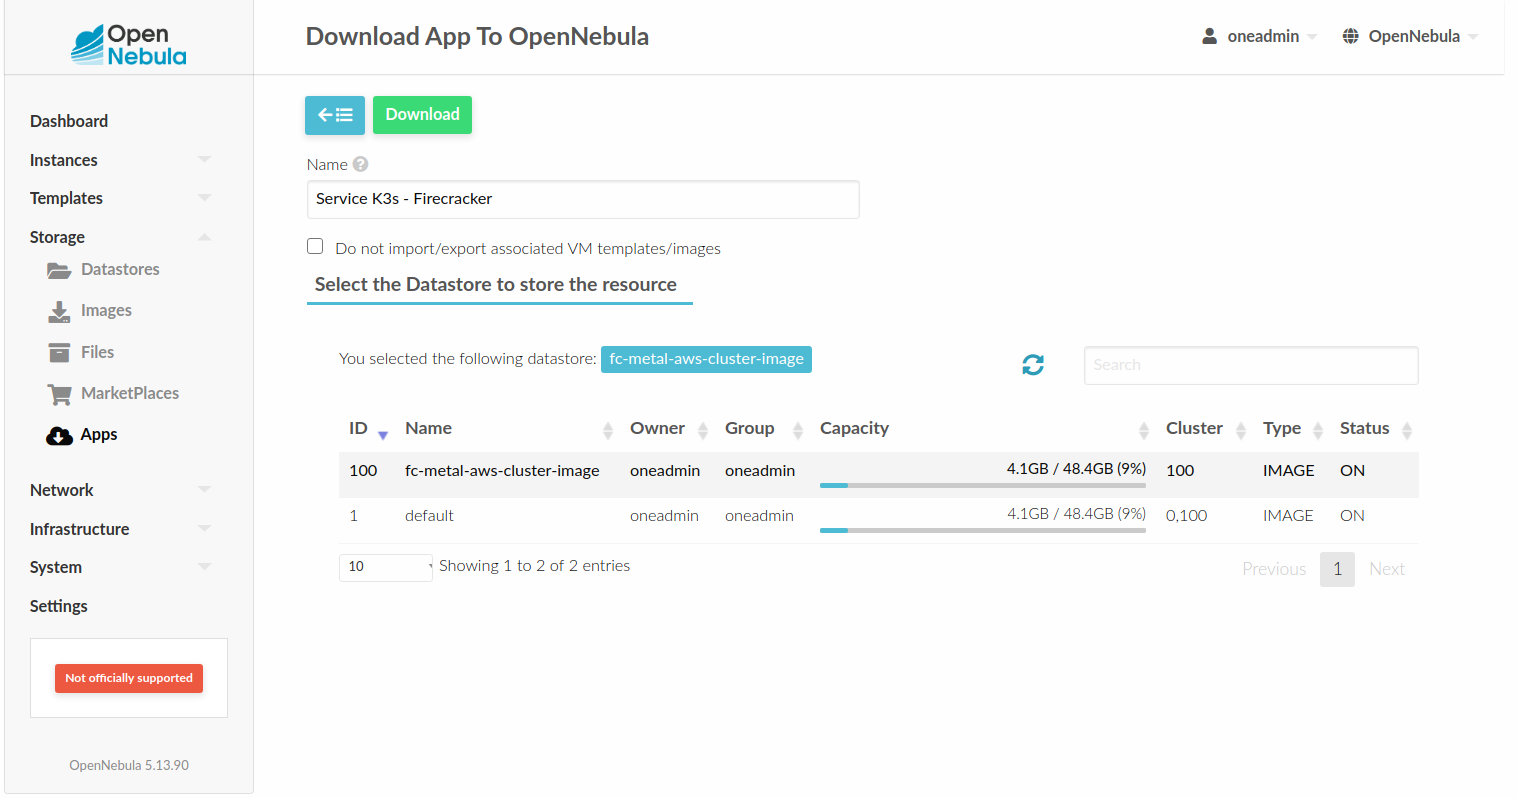 Open
Nebula
Download App To OpenNebula
oneadmin
OpenNebula
Dashboard
Instances
Templates
Storage
Datastores
Images
Files
MarketPlaces
Apps
Network
Infrastructure
System
Settings
Not officially supported
OpenNebula 5.13.90
Download
Name ?
Service K3s - Firecracker
Do not import/export associated VM templates/images
Select the Datastore to store the resource
You selected the following datastore: fc-metal-aws-cluster-image
Search
ID Name Owner Group Capacity Cluster Type Status
100 fc-metal-aws-cluster-image oneadmin oneadmin 4.1GB / 48.4GB (9%) 100 IMAGE ON
1 default oneadmin oneadmin 4.1GB / 48.4GB (9%) 0,100 IMAGE ON
10 Showing 1 to 2 of 2 entries
Previous 1 Next